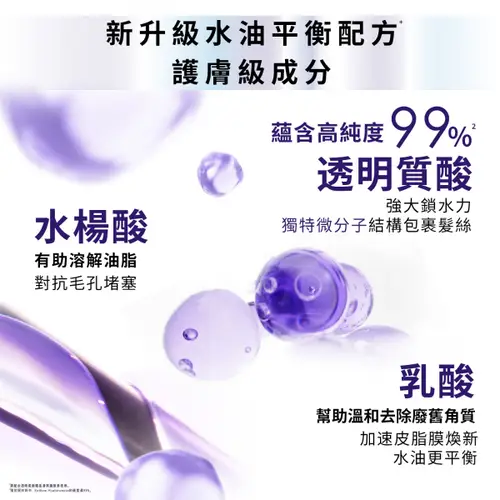 新升級水油平衡配方*
護膚級成分
蘊含高純度99%²
透明質酸
強大鎖水力
獨特微分子結構包裹髮絲
水楊酸
有助溶解油脂
對抗毛孔堵塞
乳酸
幫助溫和去除廢舊角質
加速皮脂膜煥新
水油更平衡